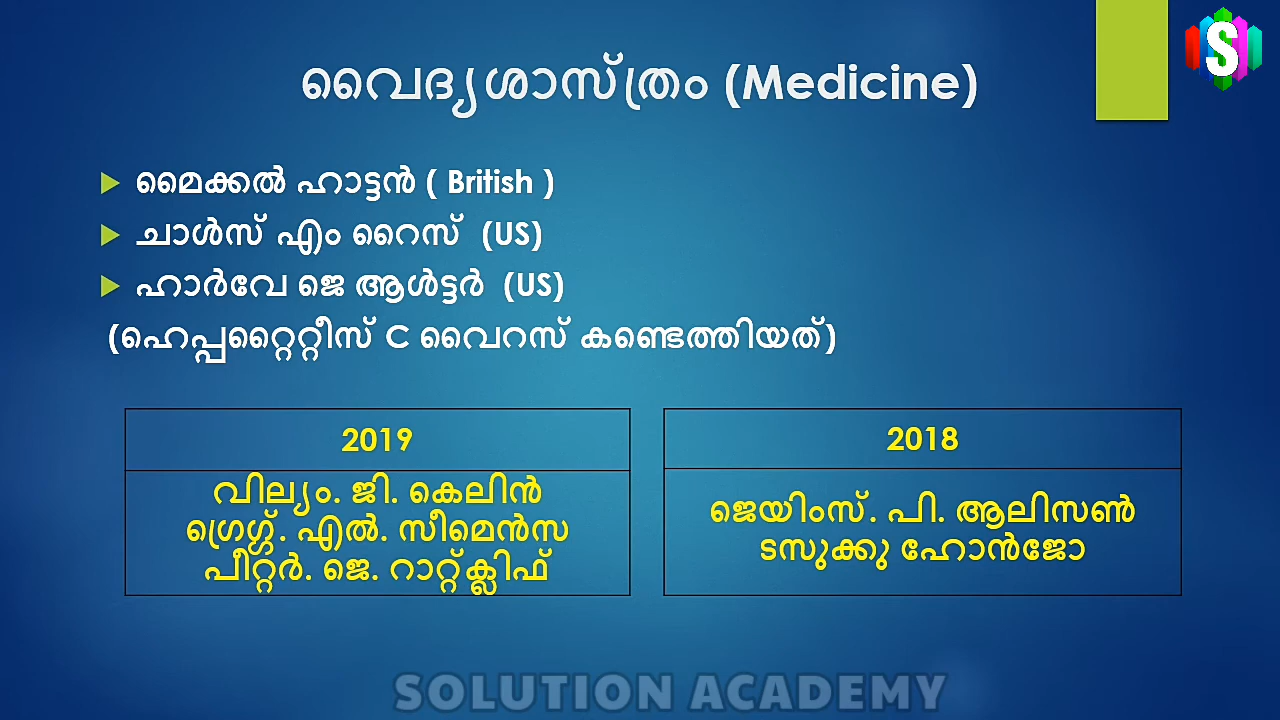 വൈദ്യശാസ്ത്രം (Medicine)
S
മൈക്കൽ ഹാട്ടൻ ( British )
ചാൾസ് എം റൈസ് (US)
ഹാർവേ ജെ ആൾട്ടർ (US)
(ഹെപ്പറ്റൈറ്റീസ് C വൈറസ് കണ്ടെത്തിയത്)
2019
വില്യം. ജി. കെലിൻ
ഗ്രെഗ്ഗ്. എൽ. സീമെൻസ
പീറ്റർ. ജെ. റാറ്റ്ക്ലിഫ്
2018
ജെയിംസ്. പി. ആലിസൺ
ടസുക്കു ഹോൻജോ
SOLUTION ACADEMY